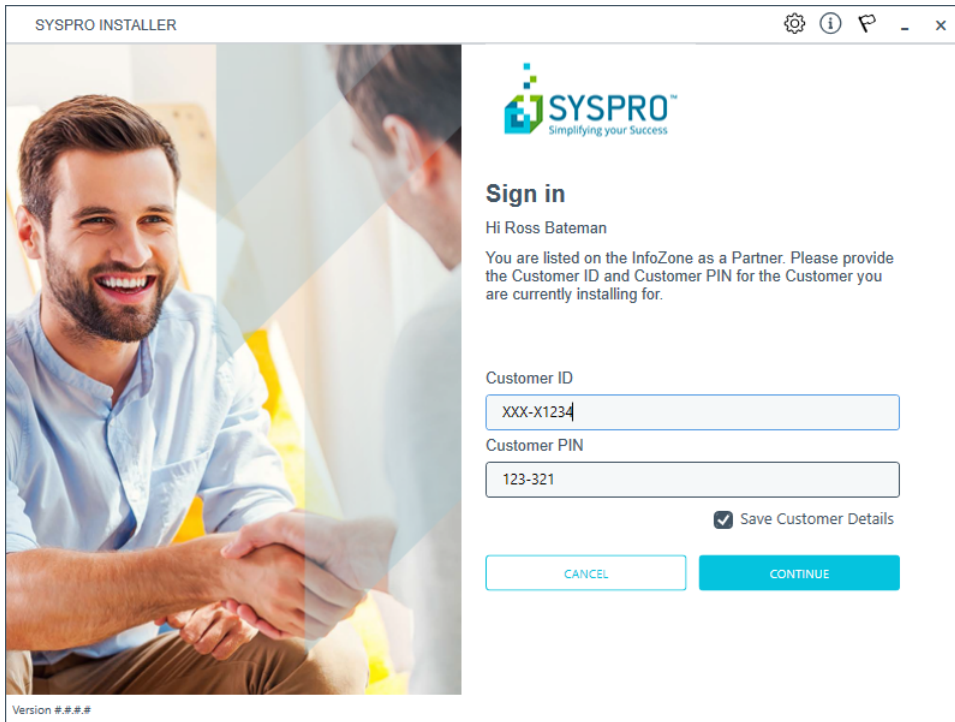 SYSPRO INSTALLER
SYSPRO™
Simplifying your Success
Sign in
Hi Ross Bateman
You are listed on the InfoZone as a Partner. Please provide
the Customer ID and Customer PIN for the Customer you
are currently installing for.
Customer ID
XXX-X1234
Customer PIN
123-321
Save Customer Details
CANCEL
CONTINUE
Version #.#.#.#